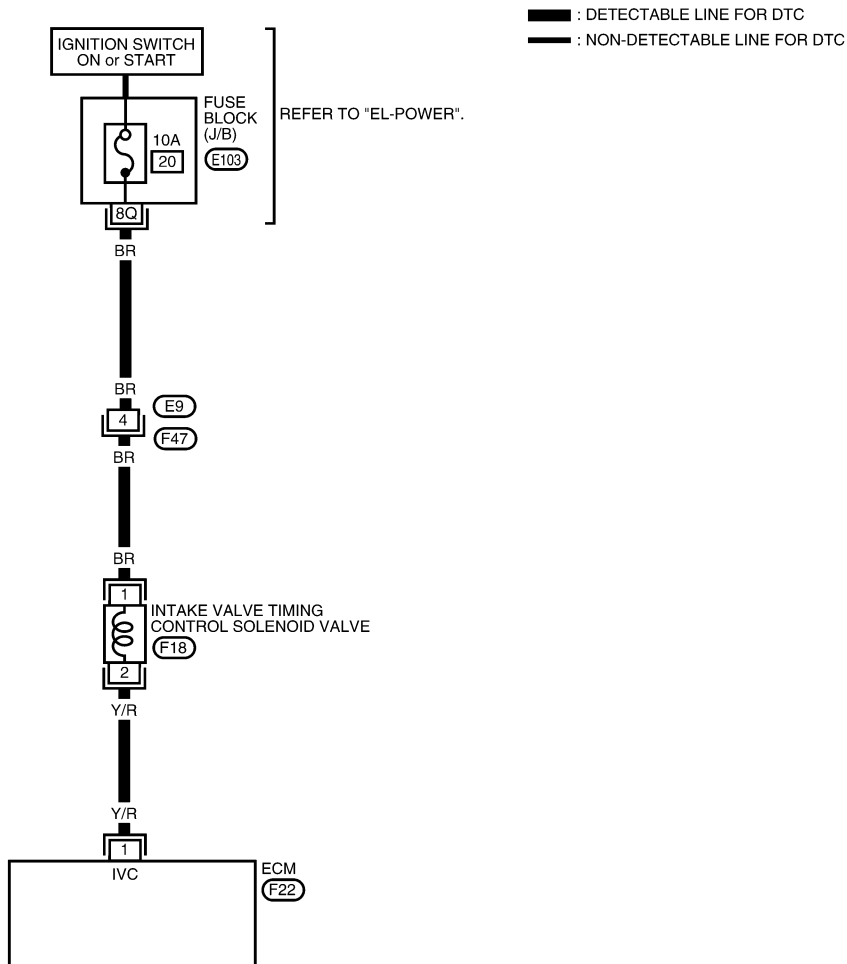 : DETECTABLE LINE FOR DTC
: NON-DETECTABLE LINE FOR DTC
IGNITION SWITCH
ON or START
FUSE
BLOCK
(J/B)
REFER TO "EL-POWER".
10A
20
E103
8Q
BR
BR
E9
4
F47
BR
BR
1
INTAKE VALVE TIMING
CONTROL SOLENOID VALVE
F18
2
Y/R
Y/R
1
IVC
ECM
F22